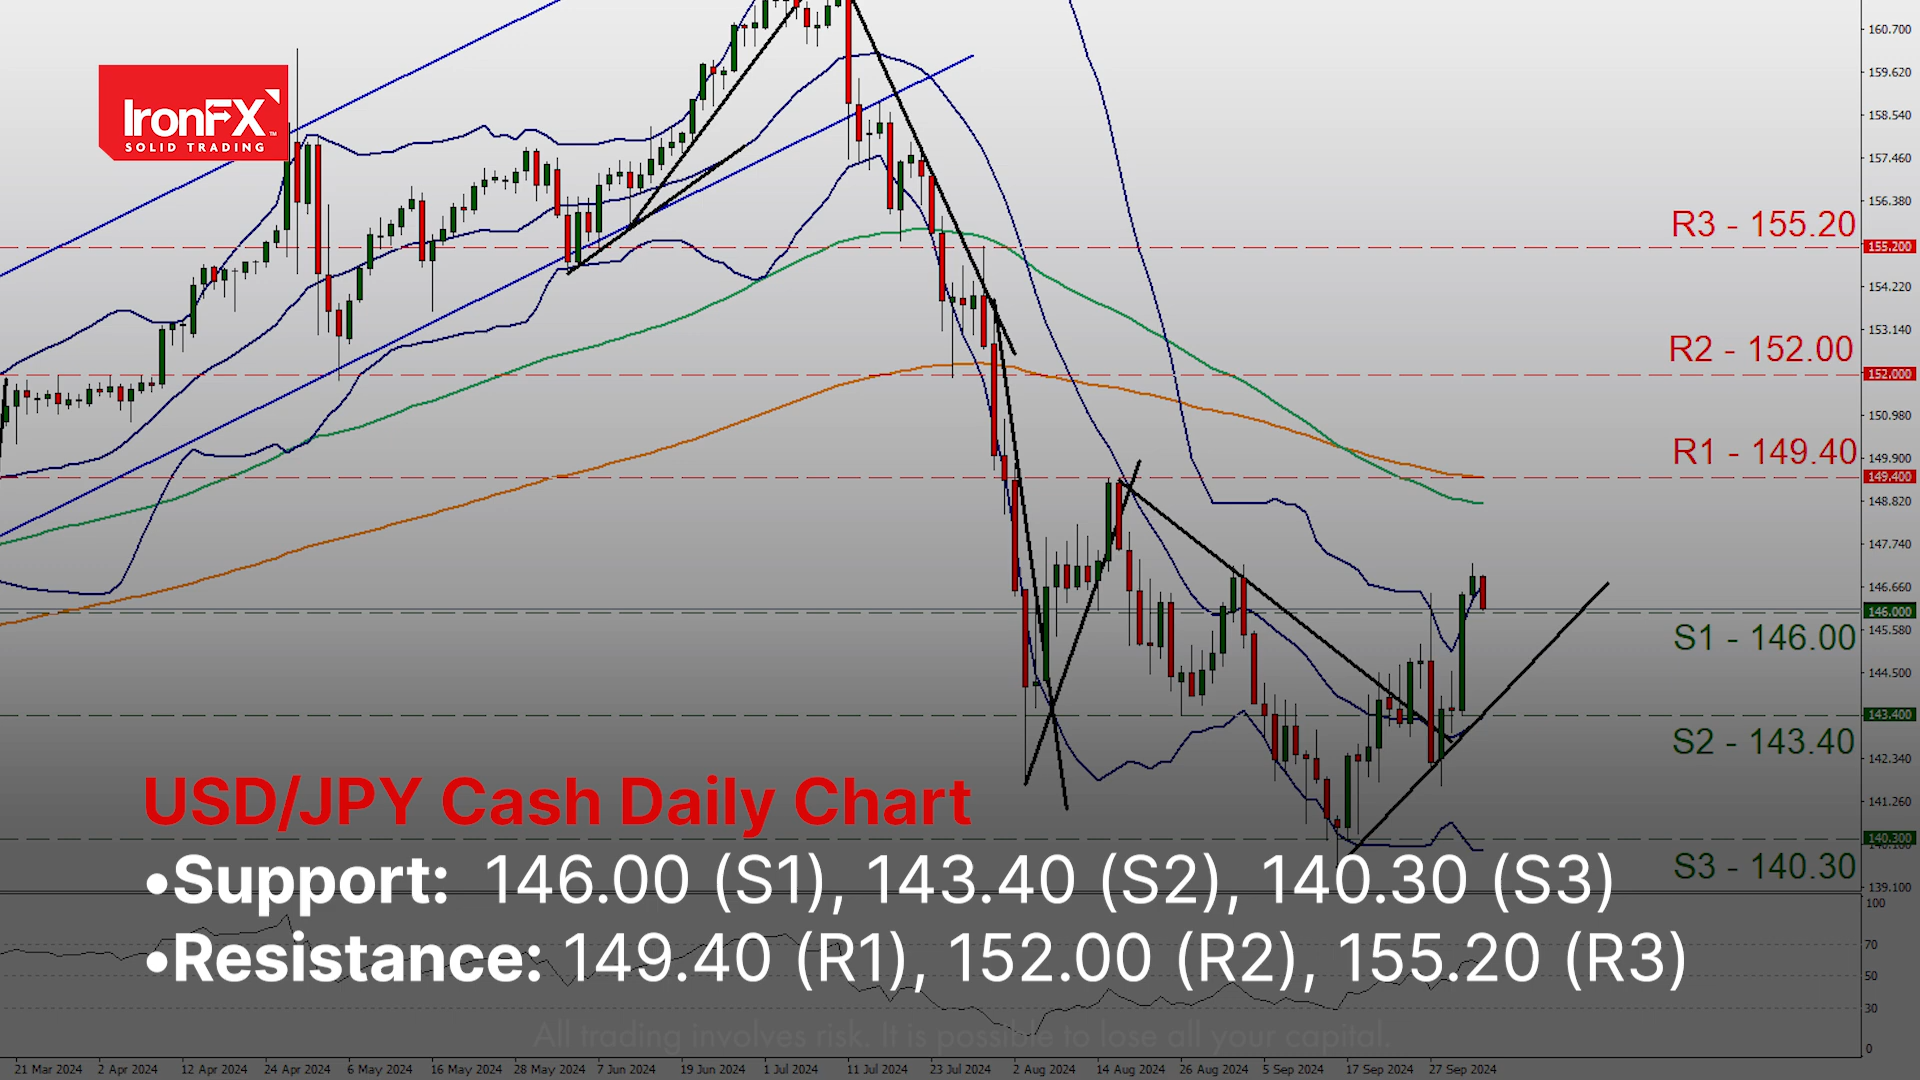 160.700
159.620
IronFX™
SOLID TRADING
158.540
157.460
156.380
R3 - 155.20
155.200
154.220
153.140
R2 - 152.00
152.000
150.980
R1 - 149.40
149.900
149.400
148.820
147.740
146.660
146.000
S1 - 146.00
145.580
144.500
143.400
S2 - 143.40
142.340
USD/JPY Cash Daily Chart
141.260
140.300
S3 - 140.30
•Support: 146.00 (S1), 143.40 (S2), 140.30 (S3)
139.100
100
•Resistance: 149.40 (R1), 152.00 (R2), 155.20 (R3)
70
50
30
All trading involves risk. It is possible to lose all your capital.
0
21 Mar 2024 2 Apr 2024 12 Apr 2024 24 Apr 2024 6 May 2024 16 May 2024 28 May 2024 7 Jun 2024 19 Jun 2024 1 Jul 2024 11 Jul 2024 23 Jul 2024 2 Aug 2024 14 Aug 2024 26 Aug 2024 5 Sep 2024 17 Sep 2024 27 Sep 2024